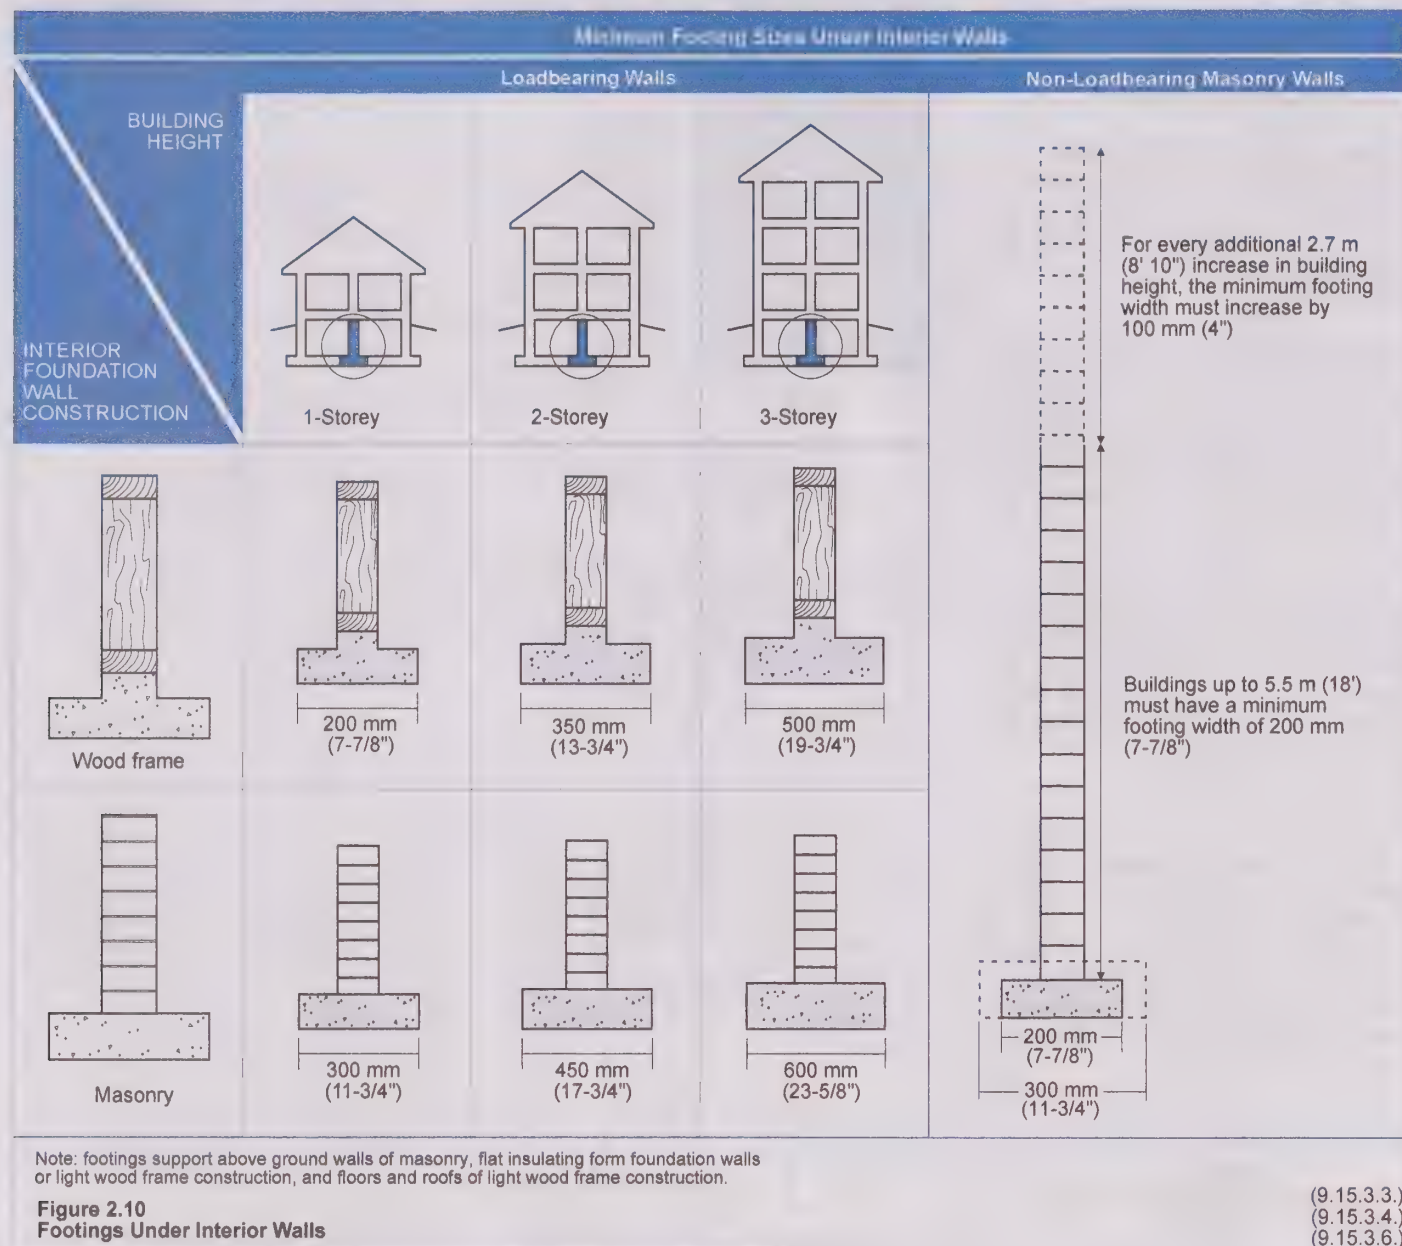 Minimum Footing Sizes Under Interior Walls
Loadbearing Walls
Non-Loadbearing Masonry Walls
BUILDING
HEIGHT
INTERIOR
FOUNDATION
WALL
CONSTRUCTION
1-Storey
2-Storey
3-Storey
For every additional 2.7 m
(8' 10") increase in building
height, the minimum footing
width must increase by
100 mm (4")
Wood frame
200 mm
(7-7/8")
350 mm
(13-3/4")
500 mm
(19-3/4")
Buildings up to 5.5 m (18')
must have a minimum
footing width of 200 mm
(7-7/8")
Masonry
300 mm
(11-3/4")
450 mm
(17-3/4")
600 mm
(23-5/8")
200 mm
(7-7/8")
300 mm
(11-3/4")
Note: footings support above ground walls of masonry, flat insulating form foundation walls
or light wood frame construction, and floors and roofs of light wood frame construction.
Figure 2.10
Footings Under Interior Walls
(9.15.3.3.)
(9.15.3.4.)
(9.15.3.6.)